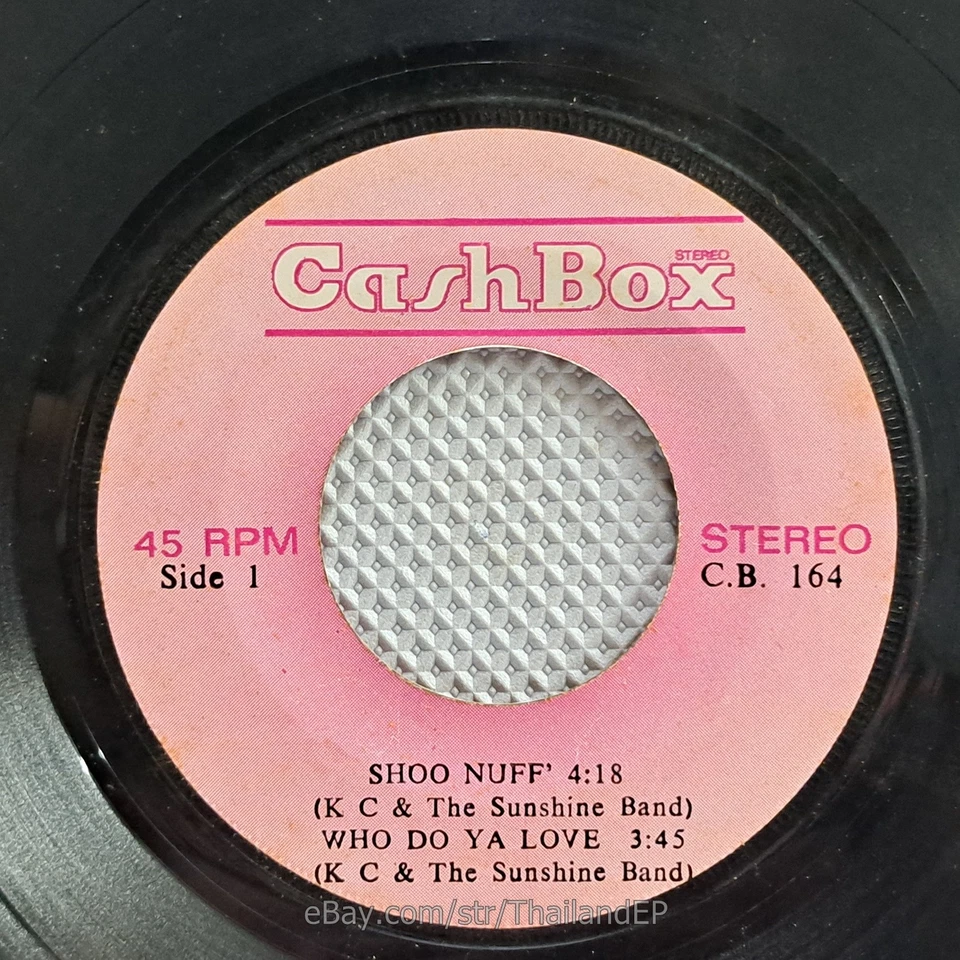 CashBox STEREO
45 RPM STEREO
Side 1 C.B. 164
SHOO NUFF' 4:18
(K C & The Sunshine Band)
WHO DO YA LOVE 3:45
(K C & The Sunshine Band)
eBay.com/str/ThailandEP